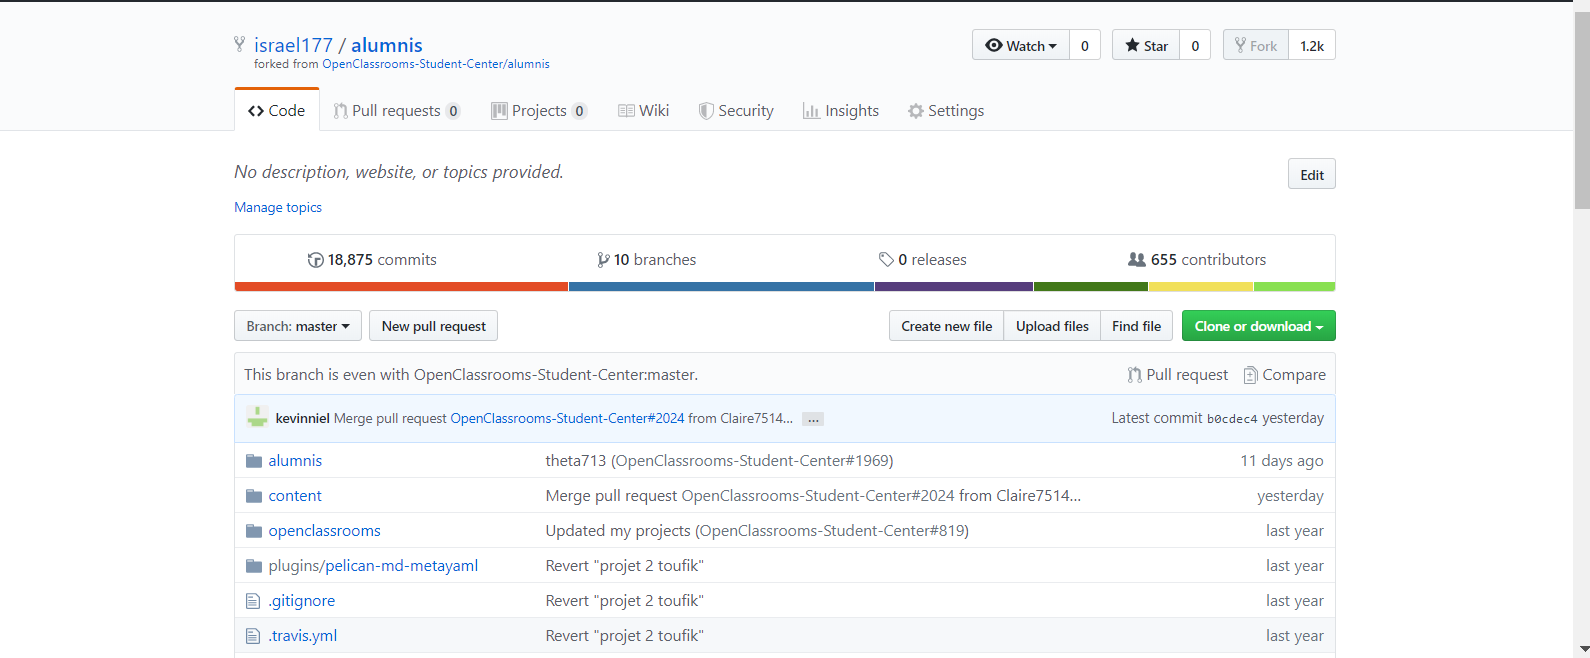 israel177 / alumnis
Watch 0 Star 0 Fork 1.2k
forked from OpenClassrooms-Student-Center/alumnis
Code Pull requests 0 Projects 0 Wiki Security Insights Settings
No description, website, or topics provided.
Edit
Manage topics
18,875 commits 10 branches 0 releases 655 contributors
Branch: master New pull request Create new file Upload files Find file Clone or download
This branch is even with OpenClassrooms-Student-Center:master. Pull request Compare
kevinniel Merge pull request OpenClassrooms-Student-Center#2024 from Claire7514... ... Latest commit b0cdec4 yesterday
alumnis theta713 (OpenClassrooms-Student-Center#1969) 11 days ago
content Merge pull request OpenClassrooms-Student-Center#2024 from Claire7514... yesterday
openclassrooms Updated my projects (OpenClassrooms-Student-Center#819) last year
plugins/pelican-md-metayaml Revert "projet 2 toufik" last year
.gitignore Revert "projet 2 toufik" last year
.travis.yml Revert "projet 2 toufik" last year